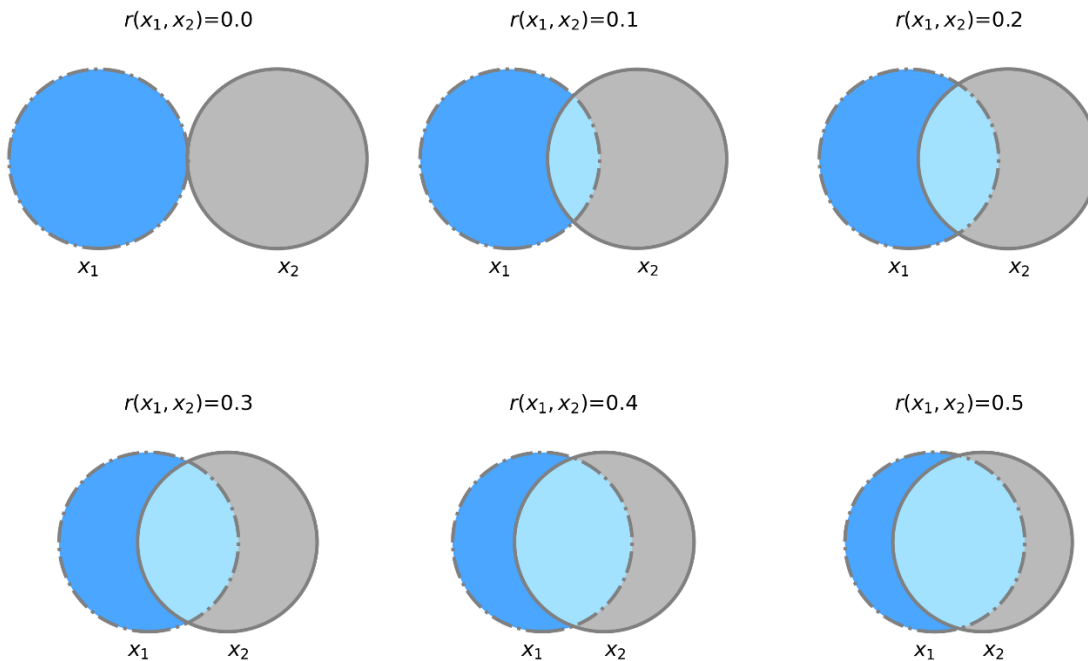 r(x₁, x₂)=0.0
r(x₁, x₂)=0.1
r(x₁, x₂)=0.2
x₁
x₂
x₁
x₂
x₁
x₂
r(x₁, x₂)=0.3
r(x₁, x₂)=0.4
r(x₁, x₂)=0.5
x₁
x₂
x₁
x₂
x₁
x₂